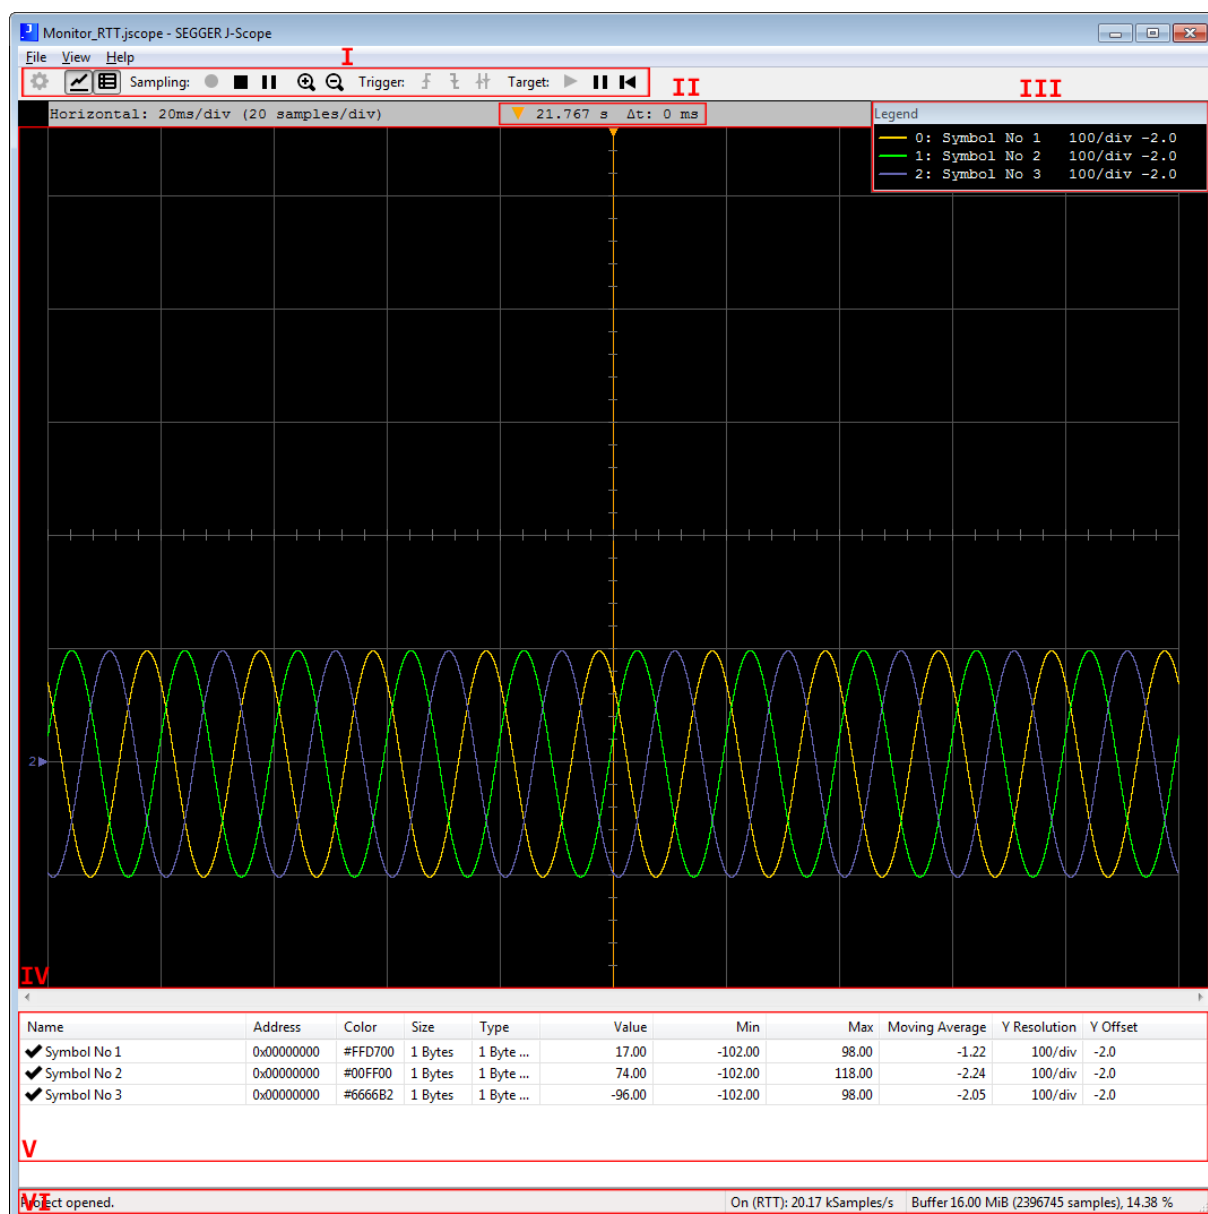 Monitor_RTT.jscope - SEGGER J-Scope
File View Help
I
Sampling: Trigger: Target:
II
III
Horizontal: 20ms/div (20 samples/div)
21.767 s Δt: 0 ms
Legend
0: Symbol No 1 100/div -2.0
1: Symbol No 2 100/div -2.0
2: Symbol No 3 100/div -2.0
2
IV
Name Address Color Size Type Value Min Max Moving Average Y Resolution Y Offset
Symbol No 1 0x00000000 #FFD700 1 Bytes 1 Byte ... 17.00 -102.00 98.00 -1.22 100/div -2.0
Symbol No 2 0x00000000 #00FF00 1 Bytes 1 Byte ... 74.00 -102.00 118.00 -2.24 100/div -2.0
Symbol No 3 0x00000000 #6666B2 1 Bytes 1 Byte ... -96.00 -102.00 98.00 -2.05 100/div -2.0
V
VI
Project opened. On (RTT): 20.17 kSamples/s Buffer 16.00 MiB (2396745 samples), 14.38 %